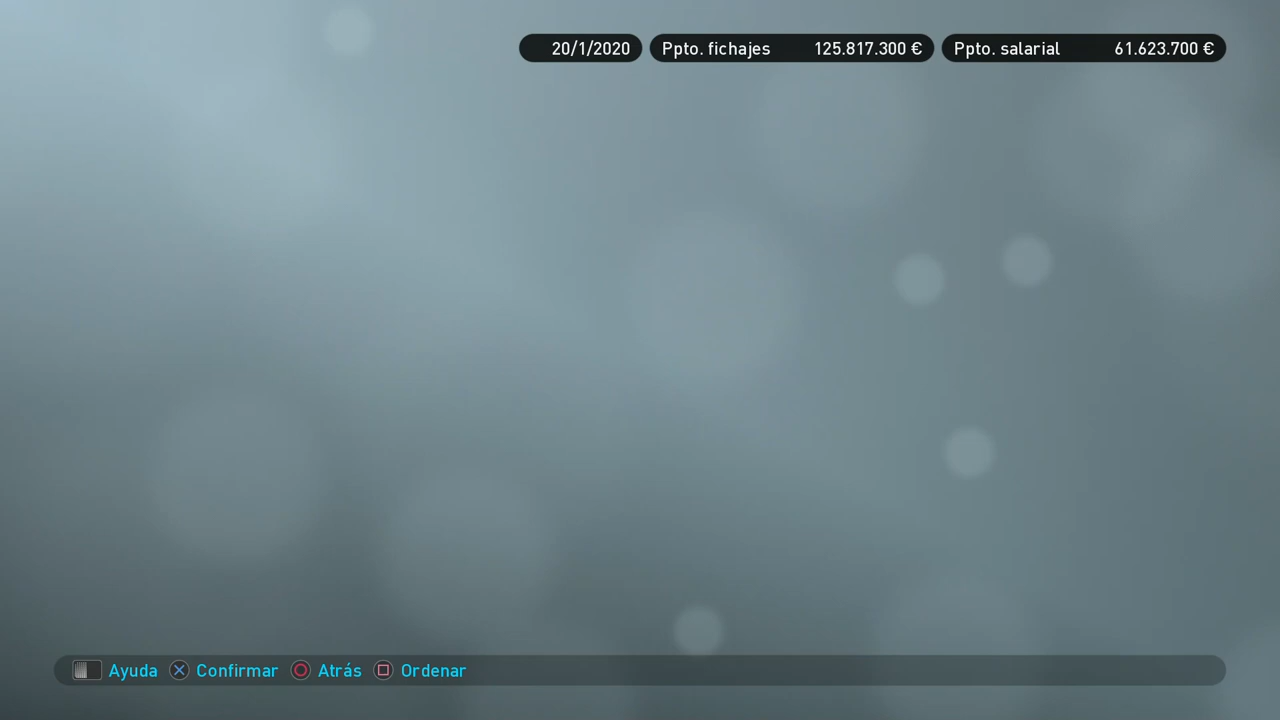 20/1/2020 Ppto. fichajes 125.817.300 € Ppto. salarial 61.623.700 €
Ayuda Confirmar Atrás Ordenar